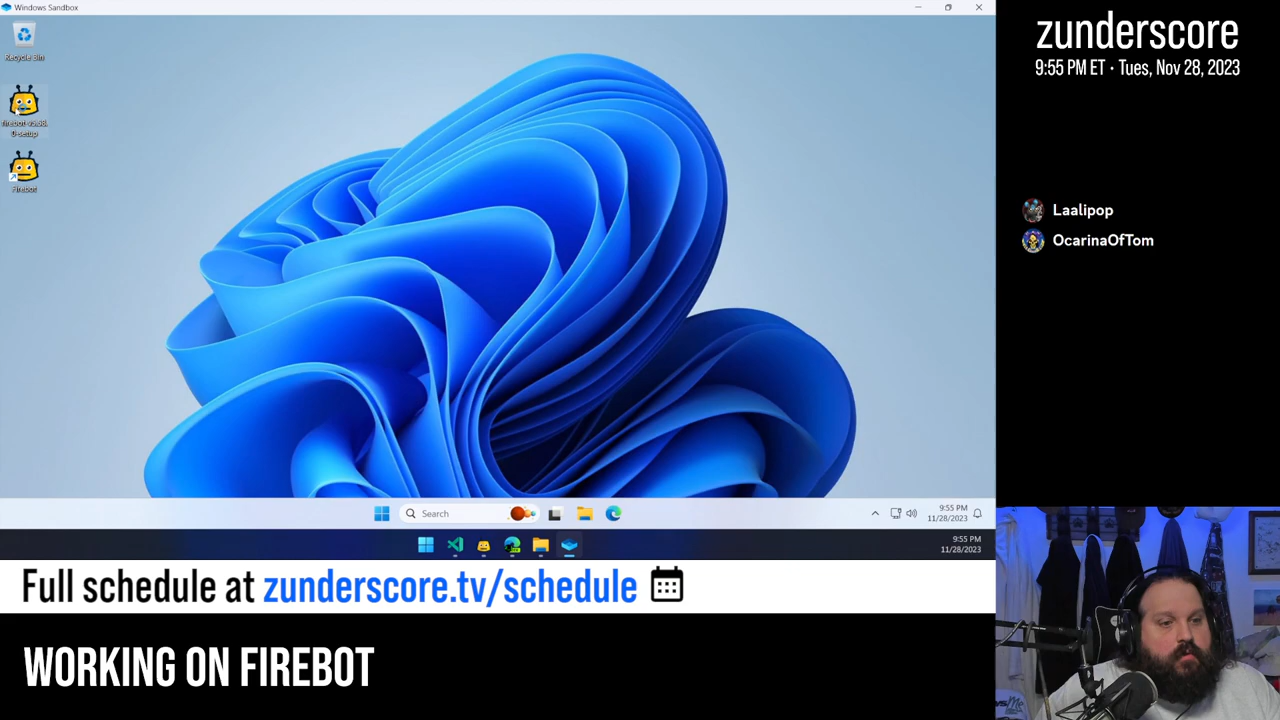 Windows Sandbox
Recycle Bin
0-setup
Firebot
Search
9:55 PM
11/28/2023
9:55 PM
11/28/2023
zunderscore
9:55 PM ET · Tues, Nov 28, 2023
Laalipop
OcarinaOfTom
Full schedule at zunderscore.tv/schedule
WORKING ON FIREBOT